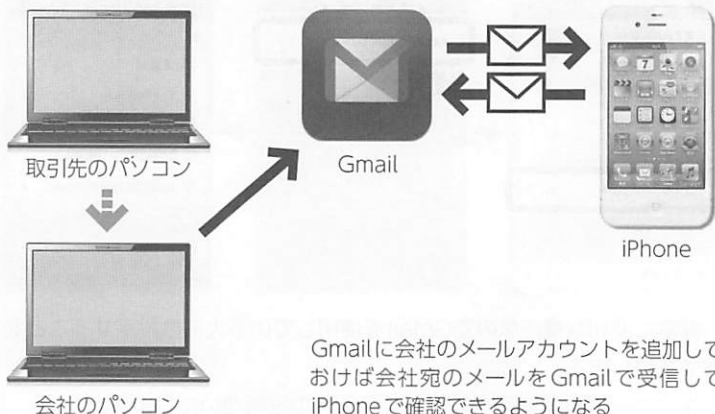 取引先のパソコン
Gmail
iPhone
会社のパソコン
Gmailに会社のメールアカウントを追加して
おけば会社宛のメールをGmailで受信して
iPhoneで確認できるようになる